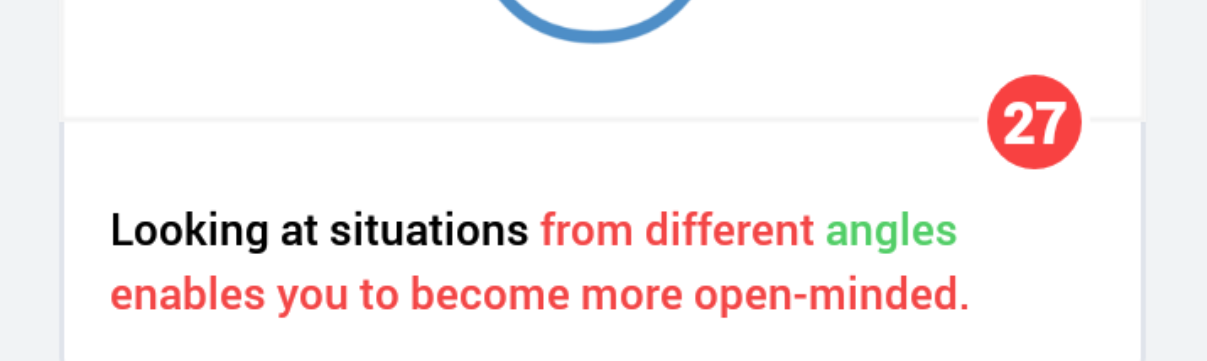 27
Looking at situations from different angles
enables you to become more open-minded.